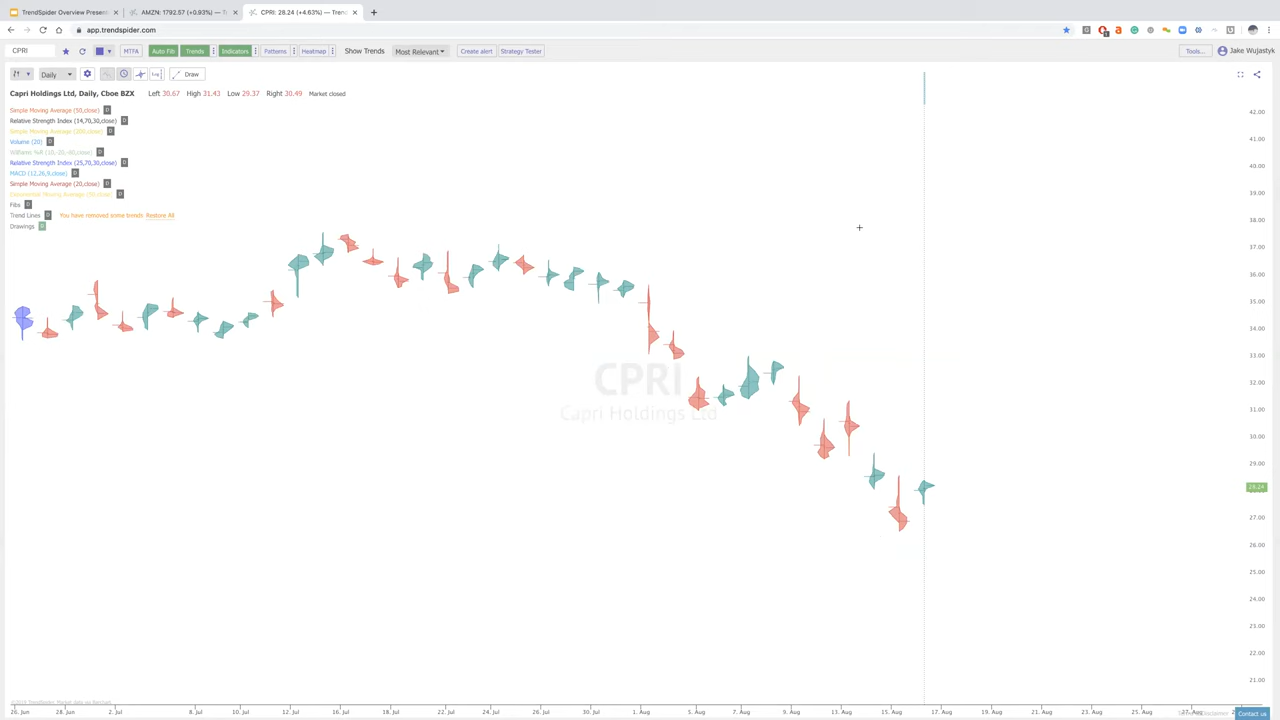 TrendSpider Overview Present
AMZN: 1792.57 (+0.93%) — T
CPRI: 28.24 (+4.63%) — Tren
app.trendspider.com
CPRI MTFA Auto Fib Trends Indicators Patterns Heatmap Show Trends Most Relevant Create alert Strategy Tester Tools... Jake Wujastyk
Daily Log Draw
Capri Holdings Ltd, Daily, Cboe BZX Left 30.67 High 31.43 Low 29.37 Right 30.49 Market closed
Simple Moving Average (50,close) D
Relative Strength Index (14,70,30,close) D
Simple Moving Average (200,close) D
Volume (20) D
Williams %R (10,-20,-80,close) D
Relative Strength Index (25,70,30,close) D
MACD (12,26,9,close) D
Simple Moving Average (20,close) D
Fibs D
Trend Lines D You have removed some trends Restore All
Drawings
42.00
41.00
40.00
39.00
38.00
37.00
36.00
35.00
34.00
33.00
32.00
31.00
30.00
29.00
28.24
27.00
26.00
25.00
24.00
23.00
22.00
21.00
CPRI
Capri Holdings Ltd
26. Jun 28. Jun 2. Jul 8. Jul 10. Jul 12. Jul 16. Jul 18. Jul 22. Jul 24. Jul 26. Jul 30. Jul 1. Aug 5. Aug 7. Aug 9. Aug 13. Aug 15. Aug 17. Aug 19. Aug 21. Aug 23. Aug 25. Aug 27. Aug
Contact us